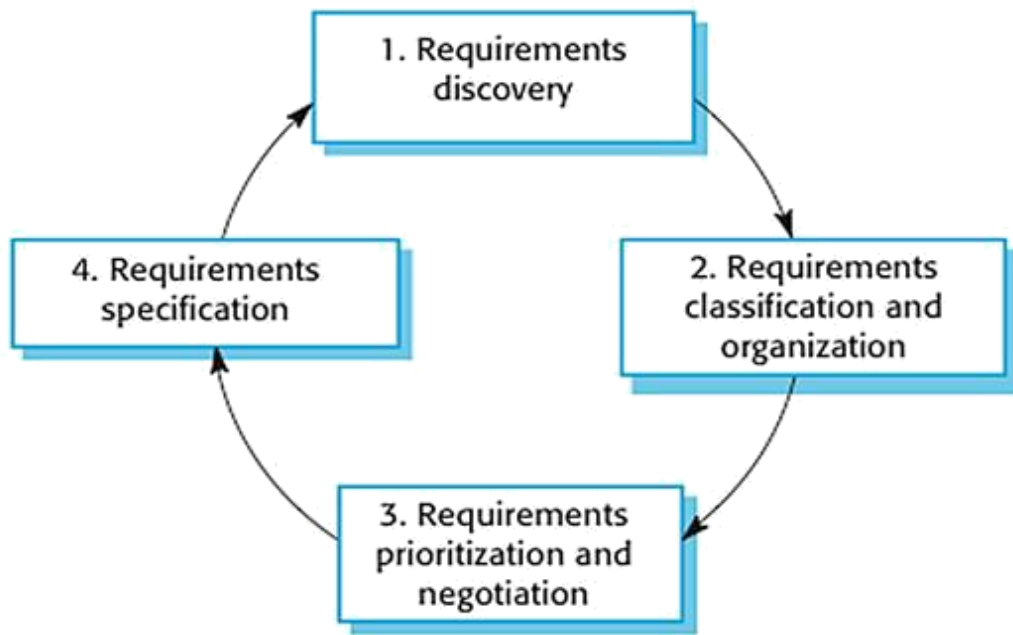 1. Requirements
discovery
2. Requirements
classification and
organization
3. Requirements
prioritization and
negotiation
4. Requirements
specification